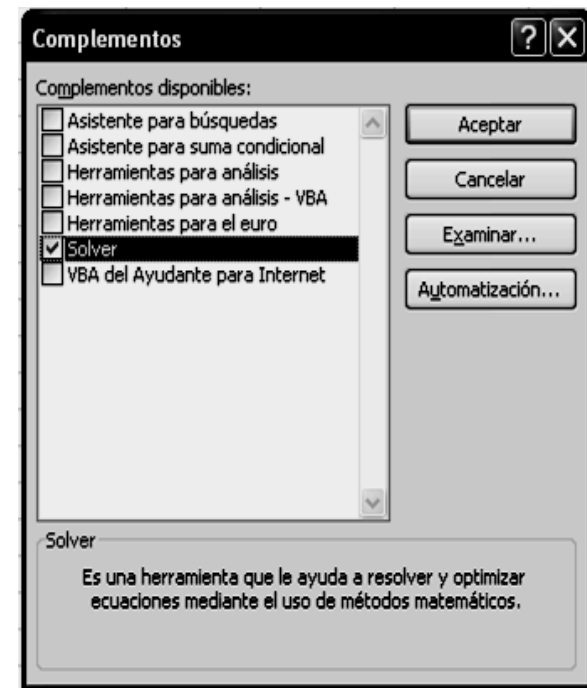 Complementos
Complementos disponibles:
Asistente para búsquedas
Asistente para suma condicional
Herramientas para análisis
Herramientas para análisis - VBA
Herramientas para el euro
Solver
VBA del Ayudante para Internet
Aceptar
Cancelar
Examinar...
Automatización...
Solver
Es una herramienta que le ayuda a resolver y optimizar
ecuaciones mediante el uso de métodos matemáticos.